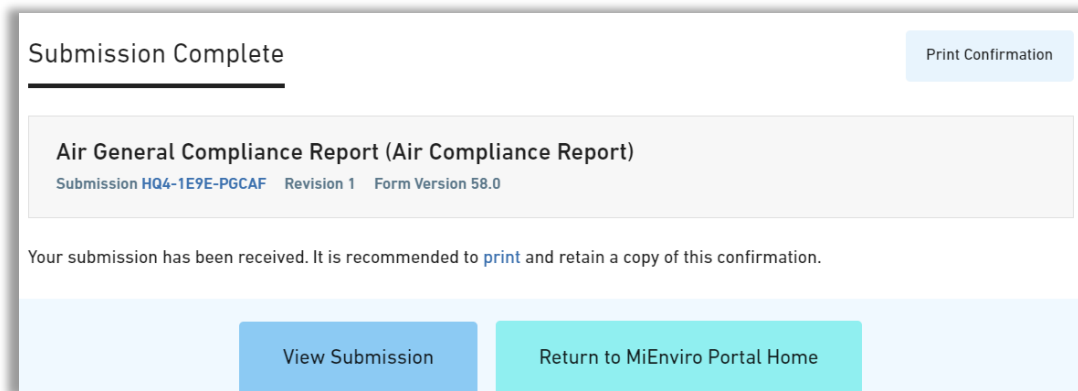 Submission Complete
Print Confirmation
Air General Compliance Report (Air Compliance Report)
Submission HQ4-1E9E-PGCAF Revision 1 Form Version 58.0
Your submission has been received. It is recommended to print and retain a copy of this confirmation.
View Submission
Return to MiEnviro Portal Home